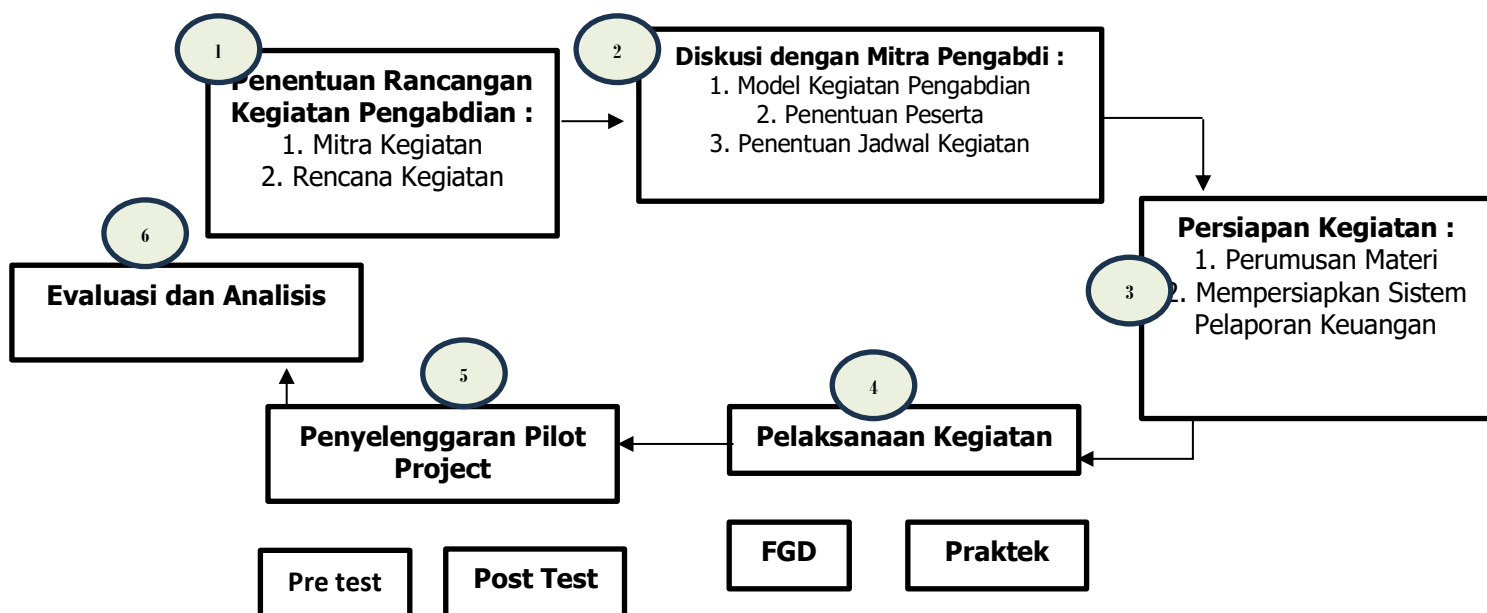 1
Penentuan Rancangan
Kegiatan Pengabdian :
1. Mitra Kegiatan
2. Rencana Kegiatan
2
Diskusi dengan Mitra Pengabdi :
1. Model Kegiatan Pengabdian
2. Penentuan Peserta
3. Penentuan Jadwal Kegiatan
3
Persiapan Kegiatan :
1. Perumusan Materi
2. Mempersiapkan Sistem
Pelaporan Keuangan
4
Pelaksanaan Kegiatan
FGD
Praktek
5
Penyelenggaran Pilot
Project
Pre test
Post Test
6
Evaluasi dan Analisis